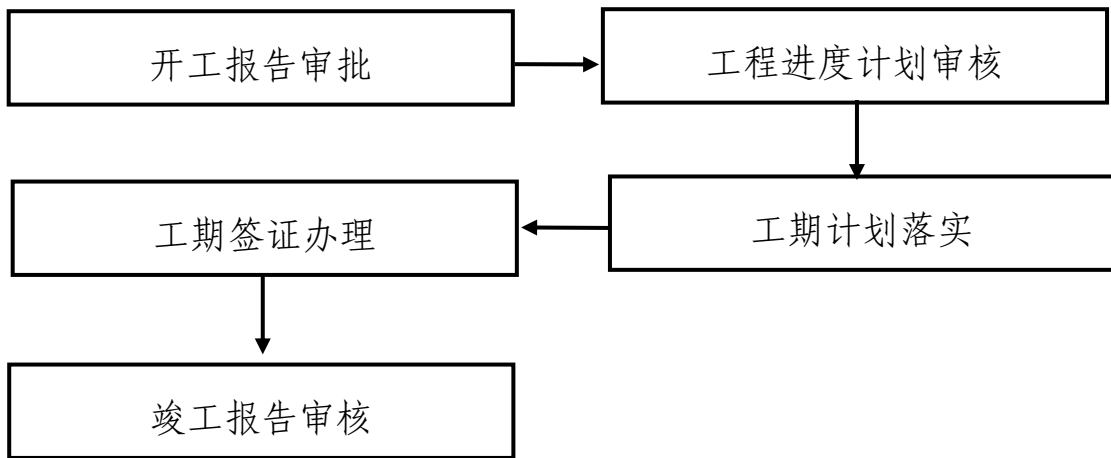 开工报告审批
工程进度计划审核
工期计划落实
工期签证办理
竣工报告审核